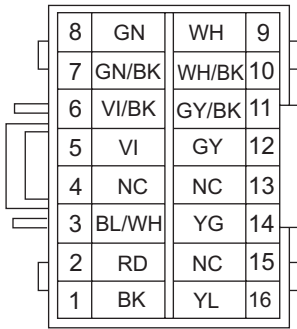 8 GN WH 9
7 GN/BK WH/BK 10
6 VI/BK GY/BK 11
5 VI GY 12
4 NC NC 13
3 BL/WH YG 14
2 RD NC 15
1 BK YL 16